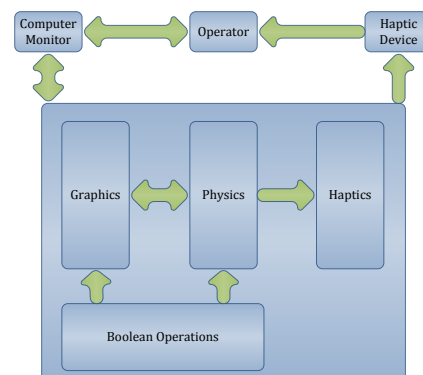 Computer
Monitor
Operator
Haptic
Device
Graphics
Physics
Haptics
Boolean Operations